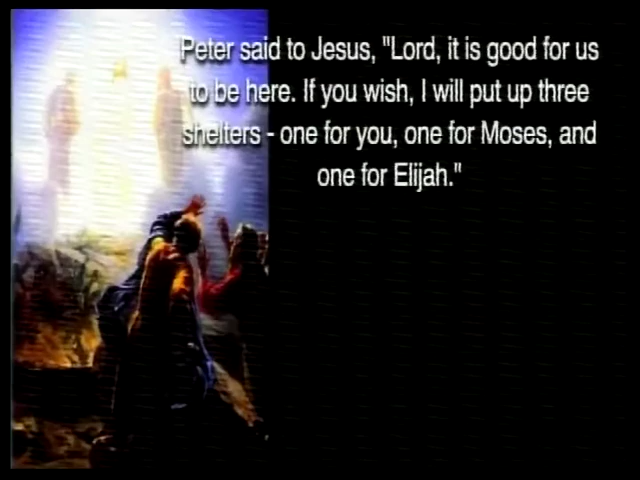 Peter said to Jesus, "Lord, it is good for us
to be here. If you wish, I will put up three
shelters - one for you, one for Moses, and
one for Elijah."